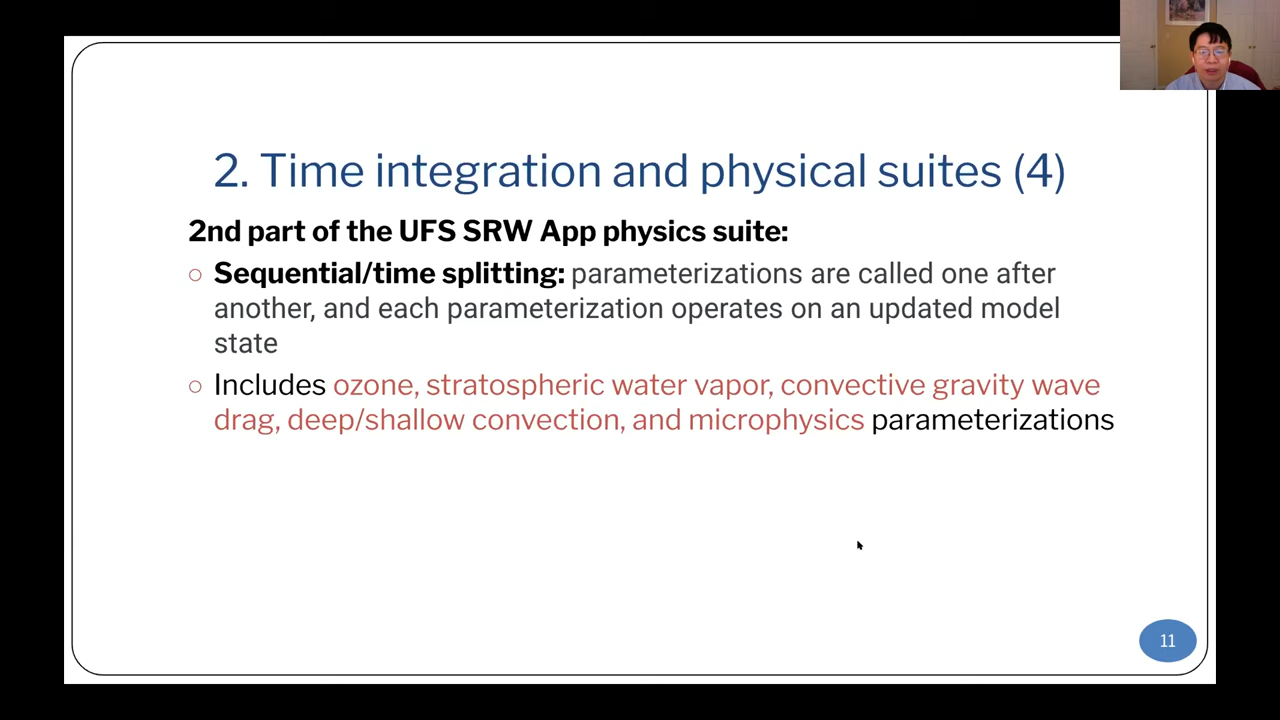 2. Time integration and physical suites (4)
2nd part of the UFS SRW App physics suite:
○ Sequential/time splitting: parameterizations are called one after
another, and each parameterization operates on an updated model
state
○ Includes ozone, stratospheric water vapor, convective gravity wave
drag, deep/shallow convection, and microphysics parameterizations
11